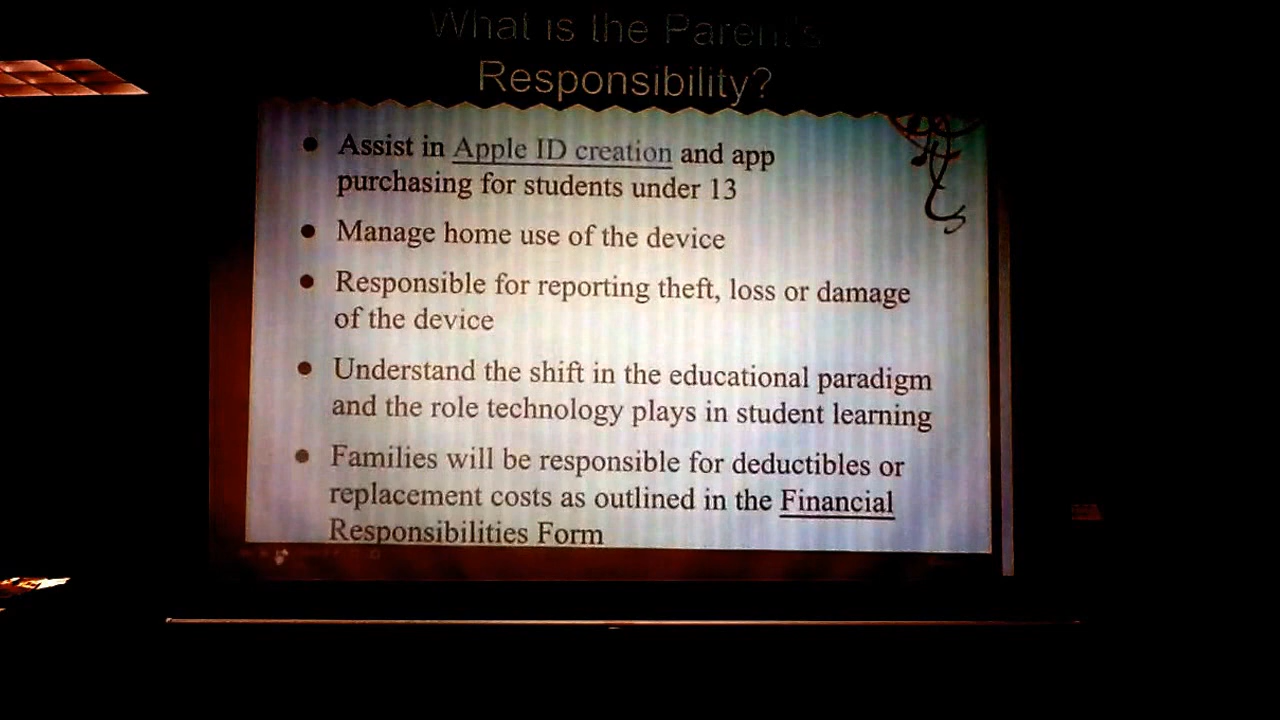 What is the Parent's
Responsibility?
● Assist in Apple ID creation and app
purchasing for students under 13
● Manage home use of the device
● Responsible for reporting theft, loss or damage
of the device
● Understand the shift in the educational paradigm
and the role technology plays in student learning
● Families will be responsible for deductibles or
replacement costs as outlined in the Financial
Responsibilities Form